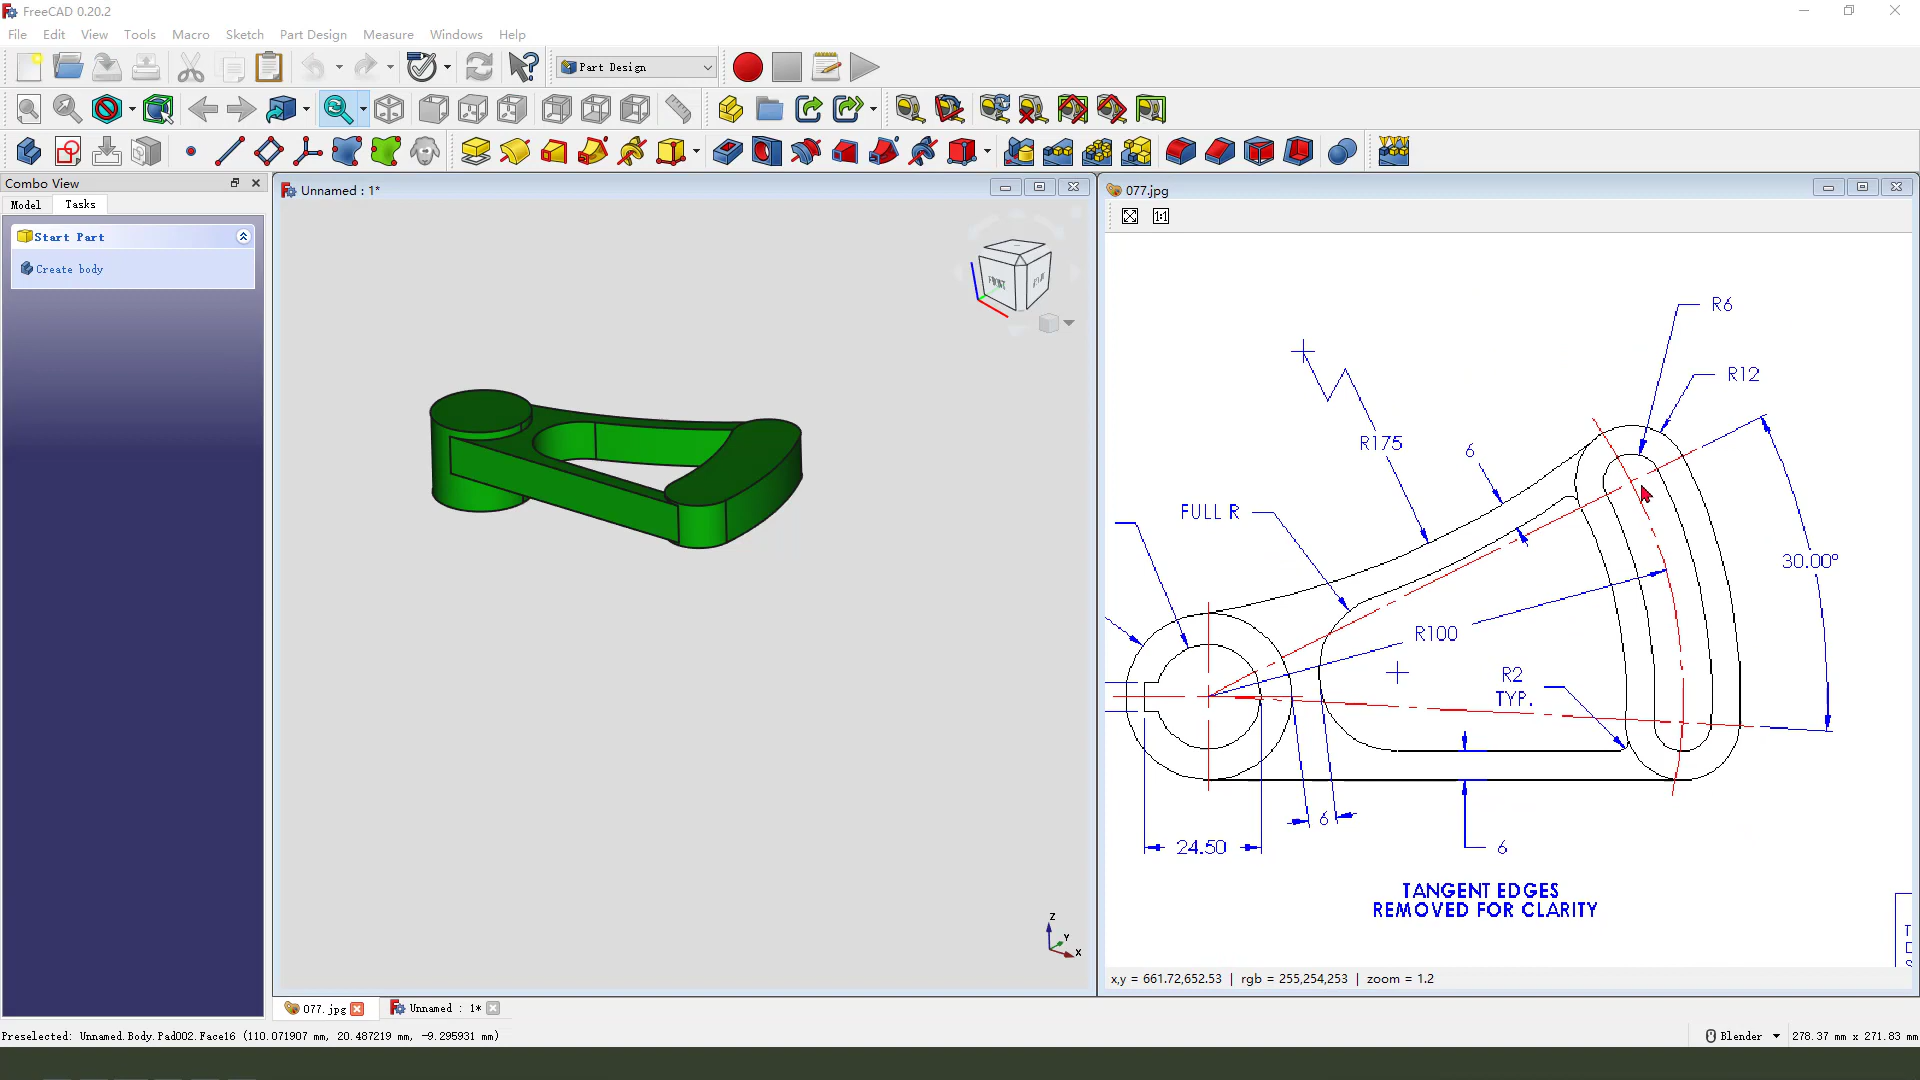 FreeCAD 0.20.2
File Edit View Tools Macro Sketch Part Design Measure Windows Help
Part Design
Combo View
Unnamed : 1*
077.jpg
Model Tasks
Start Part
Create body
FRONT
1:1
R6
R12
R175
6
FULL R
30.00°
R100
R2
TYP.
6
24.50
6
TANGENT EDGES
REMOVED FOR CLARITY
Z
Y
X
x,y = 661.72,652.53 | rgb = 255,254,253 | zoom = 1.2
077.jpg Unnamed : 1*
Preselected: Unnamed.Body.Pad002.Face16 (110.071907 mm, 20.487219 mm, -9.295931 mm)
Blender 278.37 mm x 271.83 mm